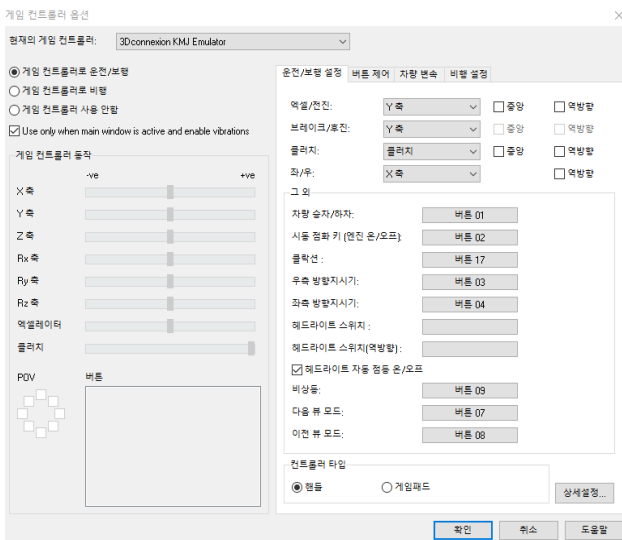 게임 컨트롤러 옵션
현재의 게임 컨트롤러: 3Dconnexion KMJ Emulator
게임 컨트롤러로 운전/보행
게임 컨트롤러로 비행
게임 컨트롤러 사용 안함
Use only when main window is active and enable vibrations
게임 컨트롤러 동작
-ve +ve
X 축
Y 축
Z 축
Rx 축
Ry 축
Rz 축
엑셀레이터
클러치
POV 버튼
운전/보행 설정 버튼 제어 차량 변속 비행 설정
엑셀/전진: Y 축 중앙 역방향
브레이크/후진: Y 축 중앙 역방향
클러치: 클러치 중앙 역방향
좌/우: X 축 역방향
그 외
차량 승차/하차: 버튼 01
시동 점화 키 (엔진 온/오프): 버튼 02
클락션 : 버튼 17
우측 방향지시기: 버튼 03
좌측 방향지시기: 버튼 04
헤드라이트 스위치 :
헤드라이트 스위치(역방향) :
헤드라이트 자동 점등 온/오프
비상등: 버튼 09
다음 뷰 모드: 버튼 07
이전 뷰 모드: 버튼 08
컨트롤러 타입
핸들 게임패드
상세설정...
확인 취소 도움말